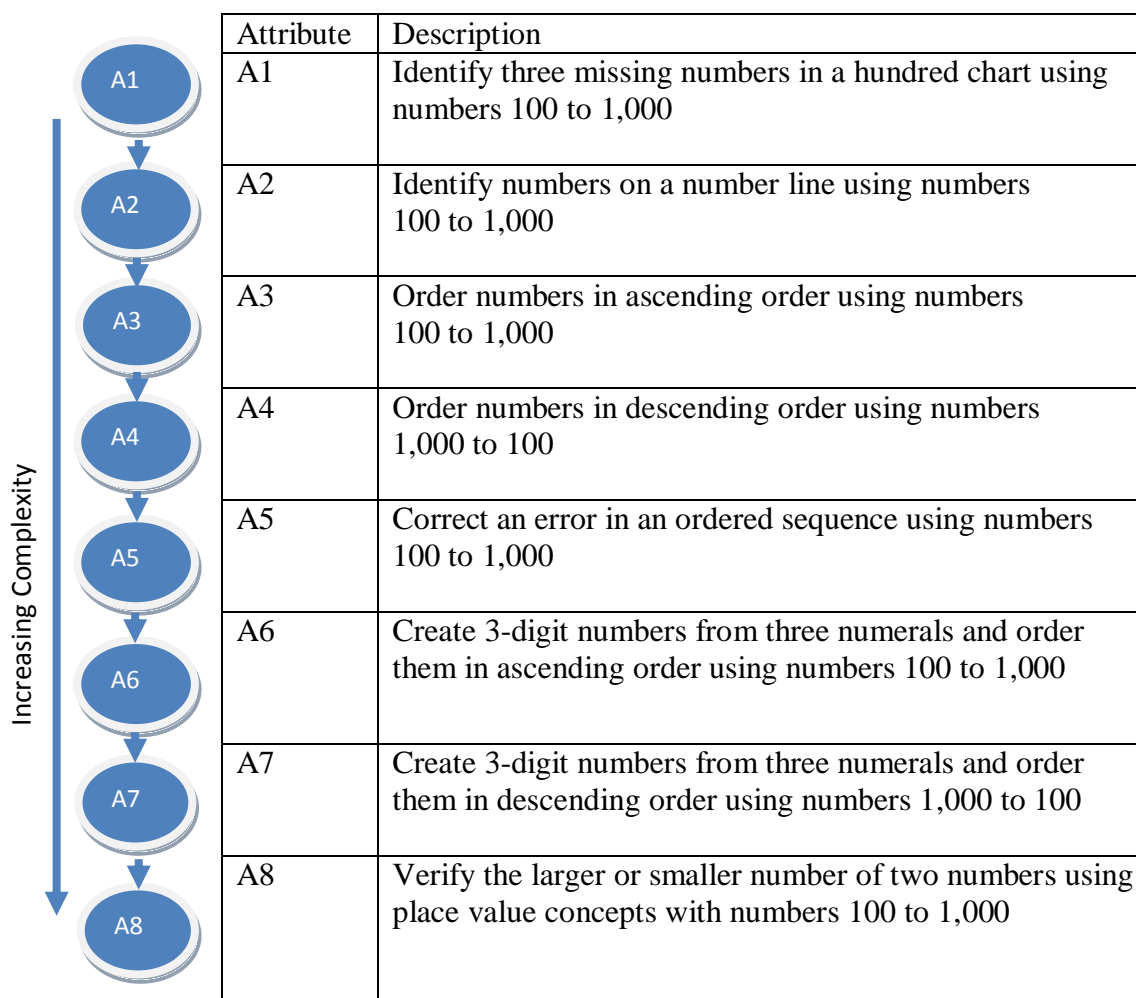 Increasing Complexity
A1
A2
A3
A4
A5
A6
A7
A8
Attribute Description
A1 Identify three missing numbers in a hundred chart using
numbers 100 to 1,000
A2 Identify numbers on a number line using numbers
100 to 1,000
A3 Order numbers in ascending order using numbers
100 to 1,000
A4 Order numbers in descending order using numbers
1,000 to 100
A5 Correct an error in an ordered sequence using numbers
100 to 1,000
A6 Create 3-digit numbers from three numerals and order
them in ascending order using numbers 100 to 1,000
A7 Create 3-digit numbers from three numerals and order
them in descending order using numbers 1,000 to 100
A8 Verify the larger or smaller number of two numbers using
place value concepts with numbers 100 to 1,000